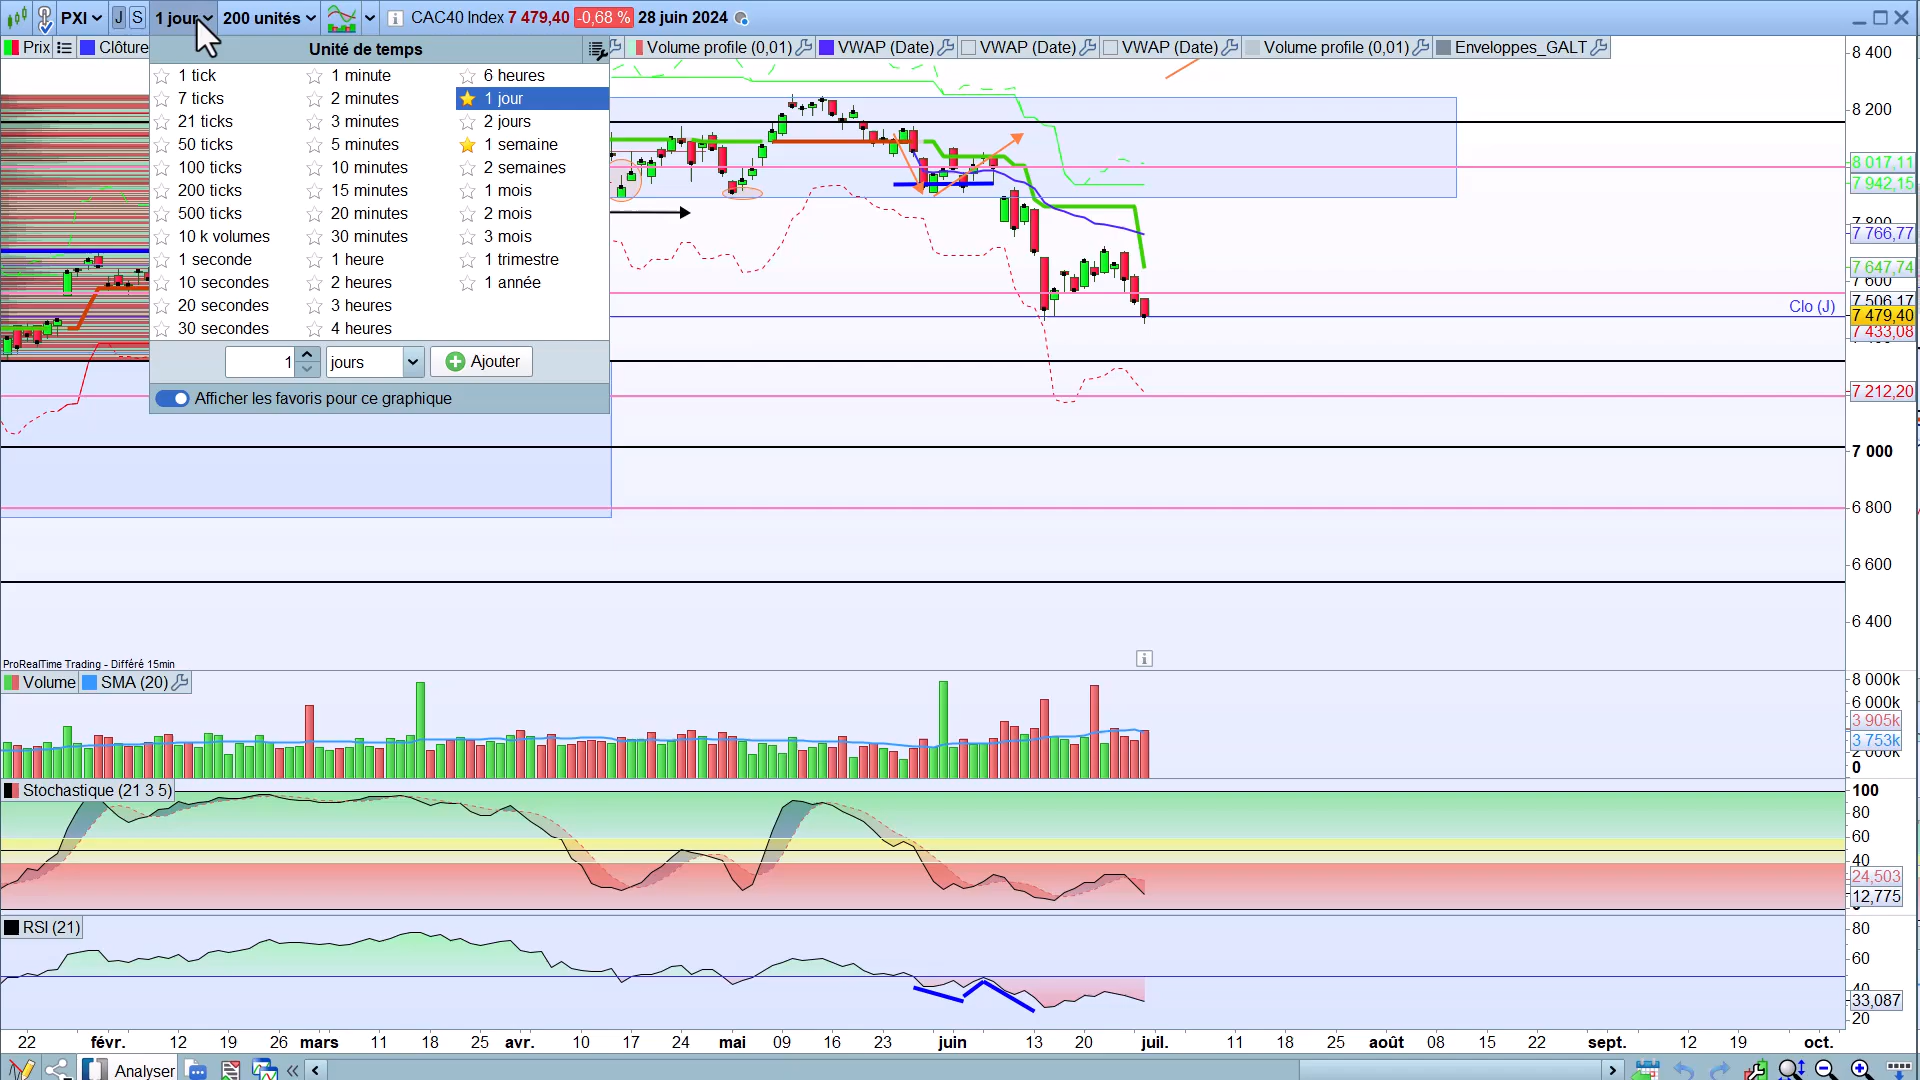 PXI J S 1 jour 200 unités CAC40 Index 7 479,40 -0,68 % 28 juin 2024
Prix Clôture Volume profile (0,01) VWAP (Date) VWAP (Date) VWAP (Date) Volume profile (0,01) Enveloppes_GALT
Unité de temps
1 tick 1 minute 6 heures
7 ticks 2 minutes 1 jour
21 ticks 3 minutes 2 jours
50 ticks 5 minutes 1 semaine
100 ticks 10 minutes 2 semaines
200 ticks 15 minutes 1 mois
500 ticks 20 minutes 2 mois
10 k volumes 30 minutes 3 mois
1 seconde 1 heure 1 trimestre
10 secondes 2 heures 1 année
20 secondes 3 heures
30 secondes 4 heures
1 jours Ajouter
Afficher les favoris pour ce graphique
8 400
8 200
8 017,11
7 942,15
7 800
7 766,77
7 647,74
7 600
7 506,17
Clo (J)
7 479,40
7 433,08
7 212,20
7 000
6 800
6 600
6 400
ProRealTime Trading - Différé 15min
Volume SMA (20)
8 000k
6 000k
3 905k
3 753k
2 000k
0
Stochastique (21 3 5)
100
80
60
40
24,503
12,775
RSI (21)
80
60
40
33,087
20
22 févr. 12 19 26 mars 11 18 25 avr. 10 17 24 mai 09 16 23 juin 13 20 juil. 11 18 25 août 08 15 22 sept. 12 19 oct.
Analyser